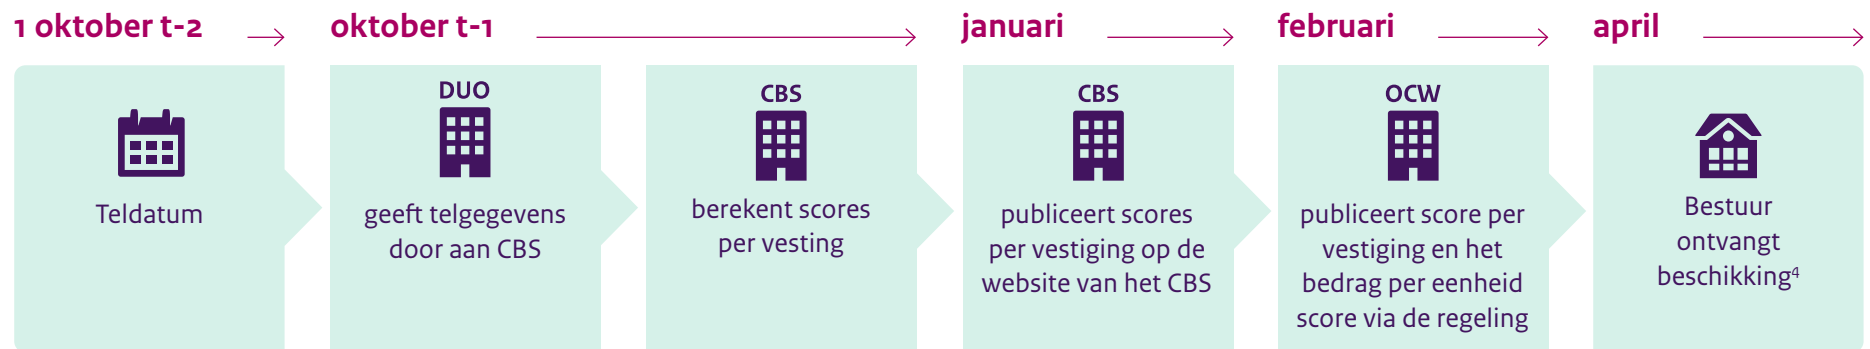 1 oktober t-2
oktober t-1
januari
februari
april
Teldatum
DUO
geeft telgegevens
door aan CBS
CBS
berekent scores
per vesting
CBS
publiceert scores
per vestiging op de
website van het CBS
OCW
publiceert score per
vestiging en het
bedrag per eenheid
score via de regeling
Bestuur
ontvangt
beschikking⁴